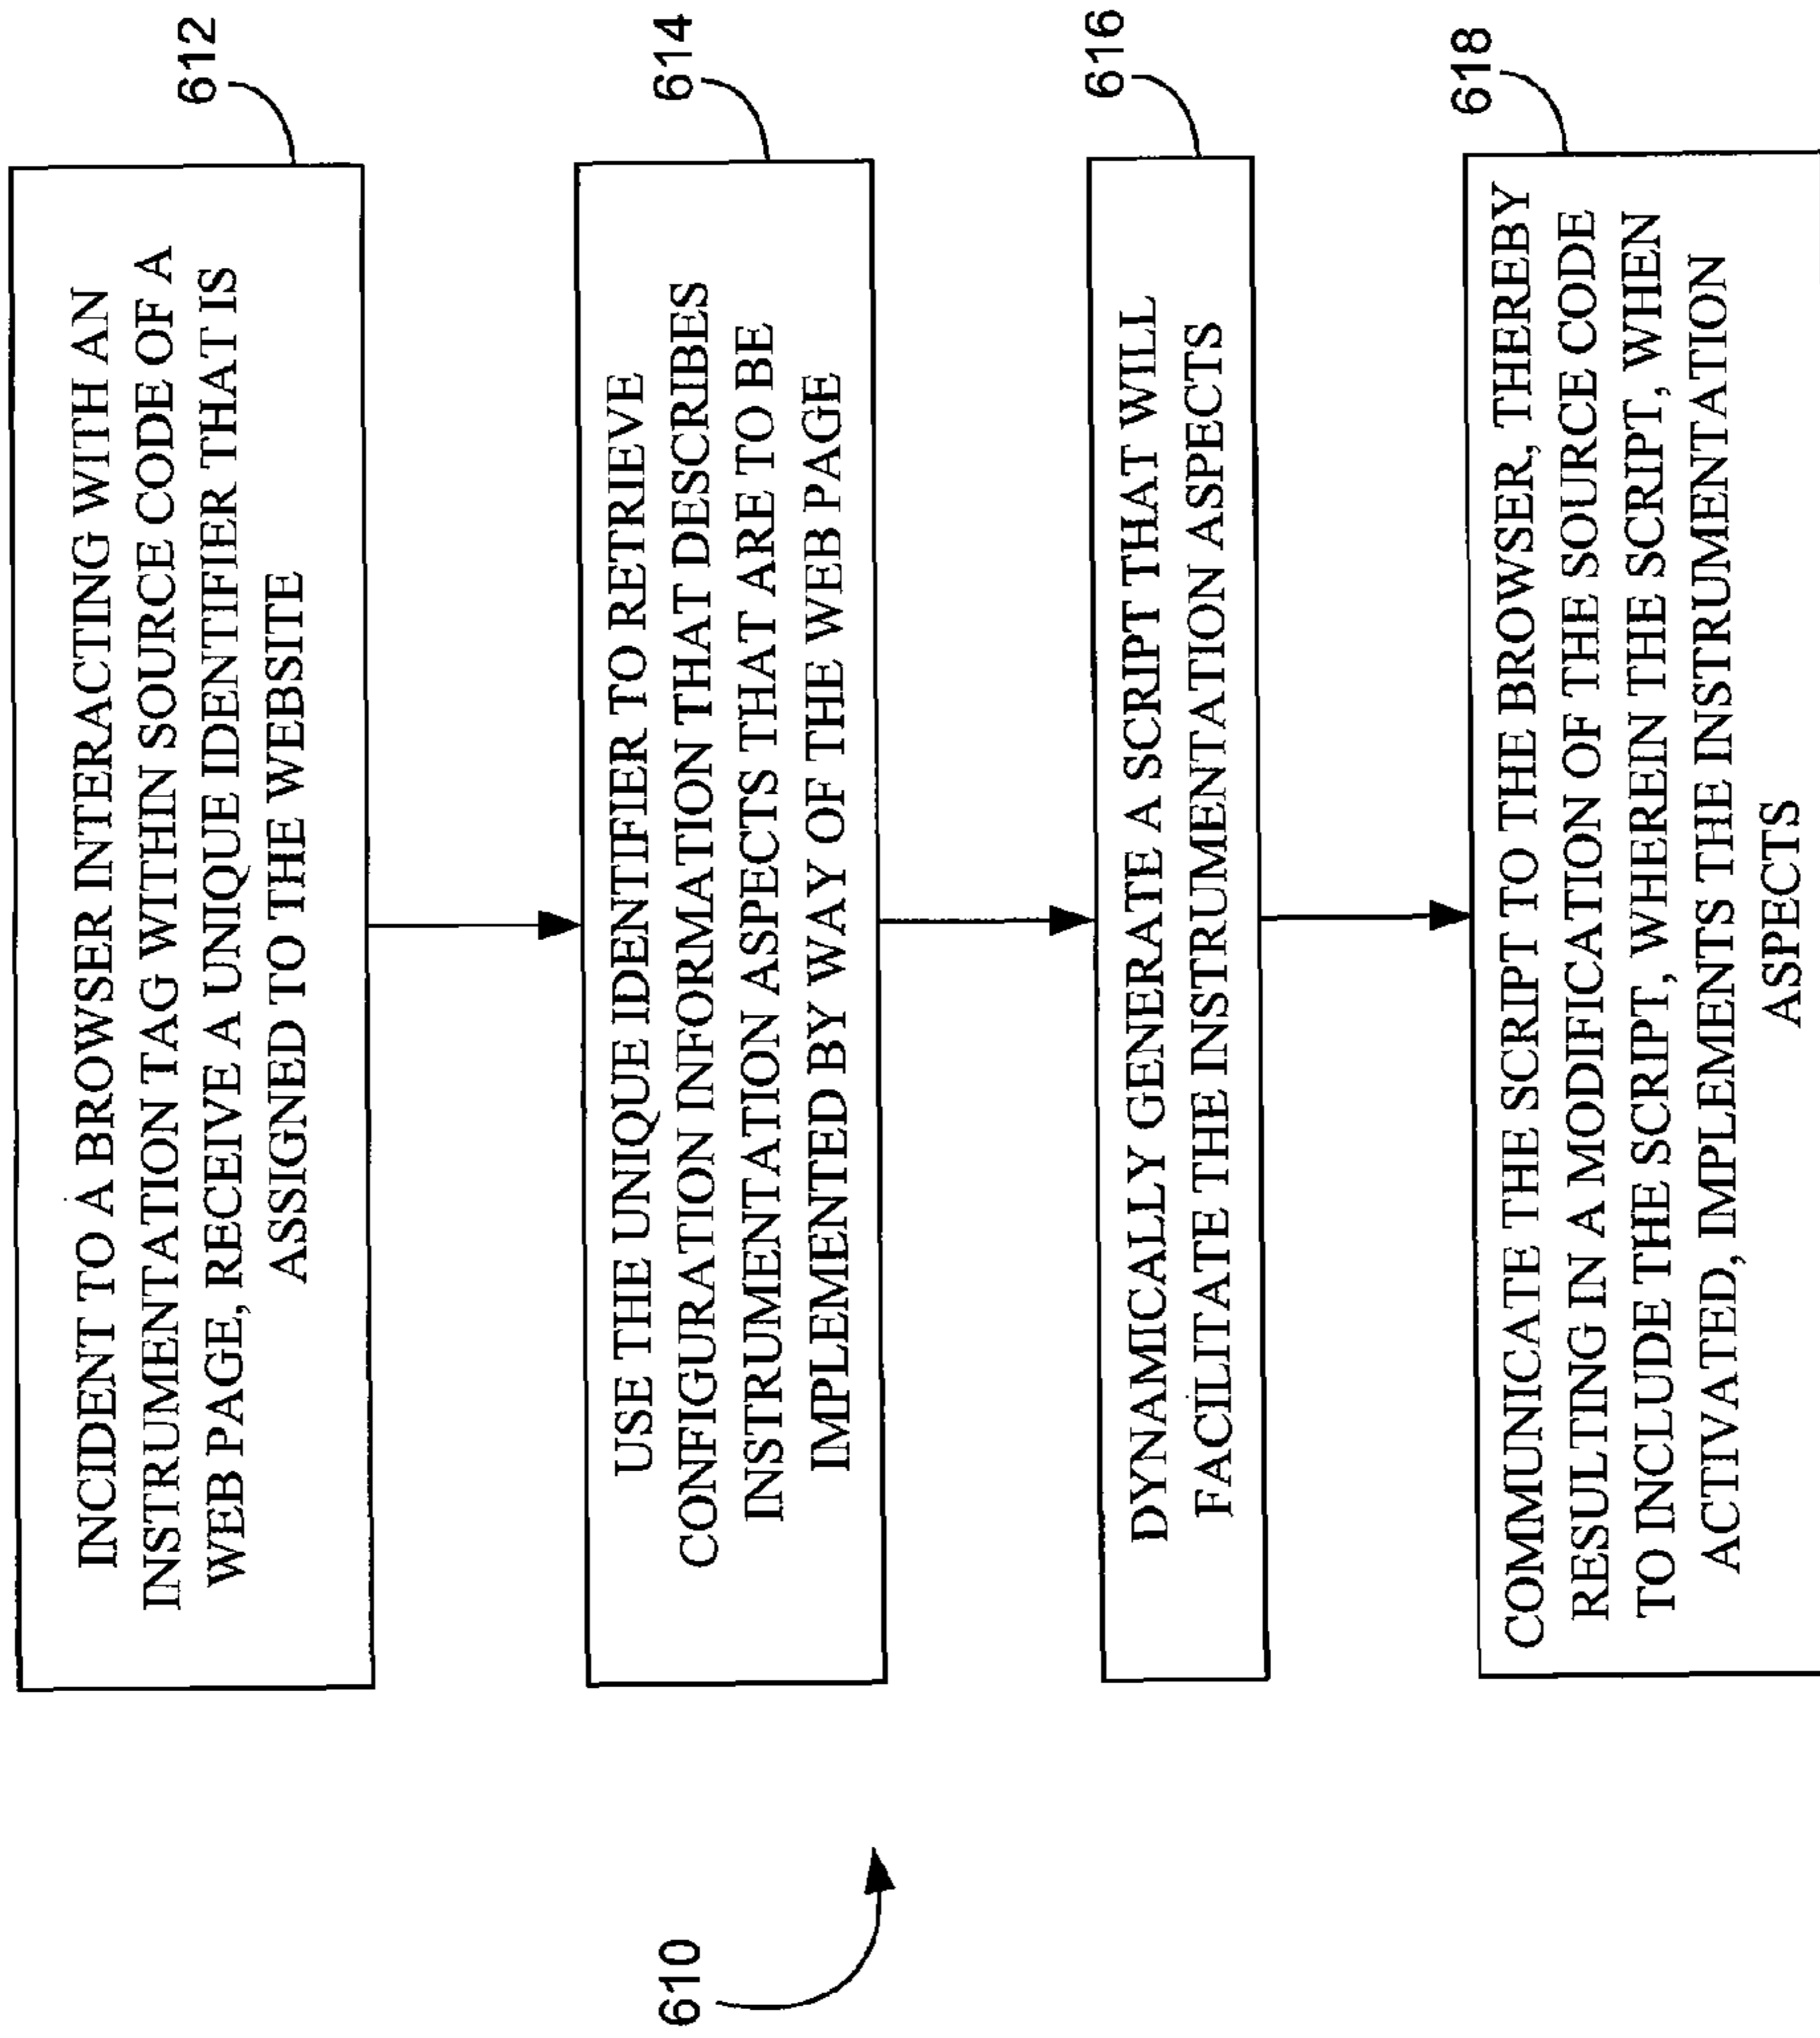 610
612
INCIDENT TO A BROWSER INTERACTING WITH AN
INSTRUMENTATION TAG WITHIN SOURCE CODE OF A
WEB PAGE, RECEIVE A UNIQUE IDENTIFIER THAT IS
ASSIGNED TO THE WEBSITE
614
USE THE UNIQUE IDENTIFIER TO RETRIEVE
CONFIGURATION INFORMATION THAT DESCRIBES
INSTRUMENTATION ASPECTS THAT ARE TO BE
IMPLEMENTED BY WAY OF THE WEB PAGE
616
DYNAMICALLY GENERATE A SCRIPT THAT WILL
FACILITATE THE INSTRUMENTATION ASPECTS
618
COMMUNICATE THE SCRIPT TO THE BROWSER, THEREBY
RESULTING IN A MODIFICATION OF THE SOURCE CODE
TO INCLUDE THE SCRIPT, WHEREIN THE SCRIPT, WHEN
ACTIVATED, IMPLEMENTS THE INSTRUMENTATION
ASPECTS